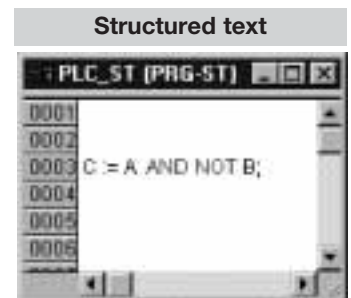 Structured text
PLC_ST (PRG-ST)
0001
0002
0003 C := A AND NOT B;
0004
0005
0006